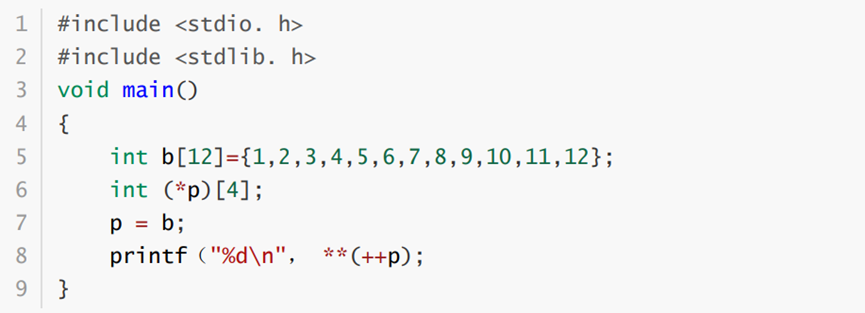 1 #include <stdio. h>
2 #include <stdlib. h>
3 void main()
4 {
5 int b[12]={1,2,3,4,5,6,7,8,9,10,11,12};
6 int (*p)[4];
7 p = b;
8 printf（"%d\n"， **(++p);
9 }